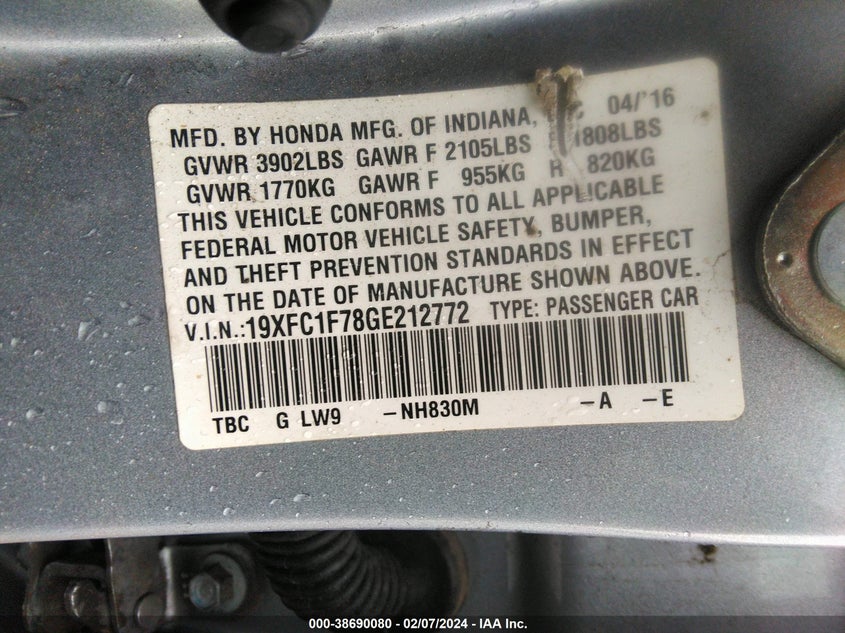 MFD. BY HONDA MFG. OF INDIANA, C 04/'16
GVWR 3902LBS GAWR F 2105LBS 1808LBS
GVWR 1770KG GAWR F 955KG R 820KG
THIS VEHICLE CONFORMS TO ALL APPLICABLE
FEDERAL MOTOR VEHICLE SAFETY, BUMPER,
AND THEFT PREVENTION STANDARDS IN EFFECT
ON THE DATE OF MANUFACTURE SHOWN ABOVE.
V.I.N.:19XFC1F78GE212772 TYPE: PASSENGER CAR
TBC G LW9 –NH830M –A –E
000-38690080 – 02/07/2024 – IAA Inc.